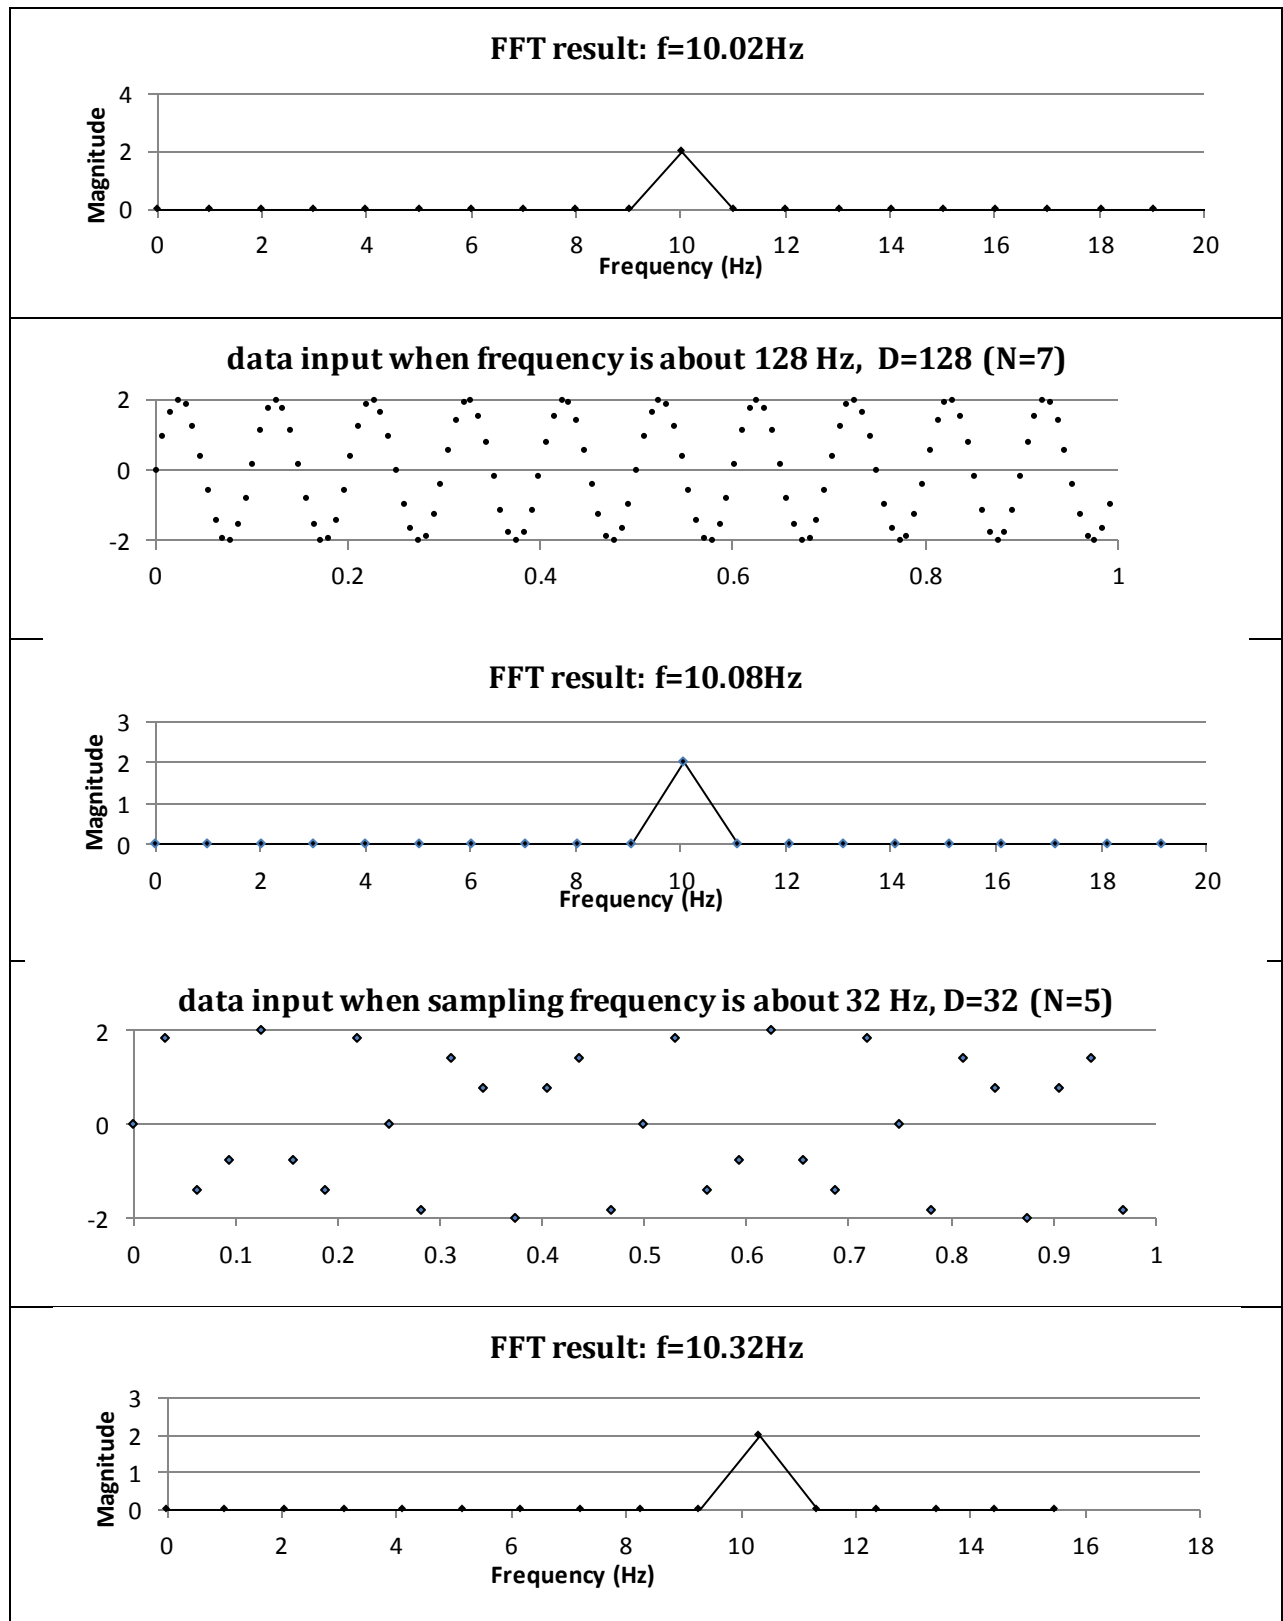 FFT result: f=10.02Hz
4
2
0
Magnitude
0 2 4 6 8 10 12 14 16 18 20
Frequency (Hz)
data input when frequency is about 128 Hz, D=128 (N=7)
2
0
-2
0 0.2 0.4 0.6 0.8 1
FFT result: f=10.08Hz
3
2
1
0
Magnitude
0 2 4 6 8 10 12 14 16 18 20
Frequency (Hz)
data input when sampling frequency is about 32 Hz, D=32 (N=5)
2
0
-2
0 0.1 0.2 0.3 0.4 0.5 0.6 0.7 0.8 0.9 1
FFT result: f=10.32Hz
3
2
1
0
Magnitude
0 2 4 6 8 10 12 14 16 18
Frequency (Hz)